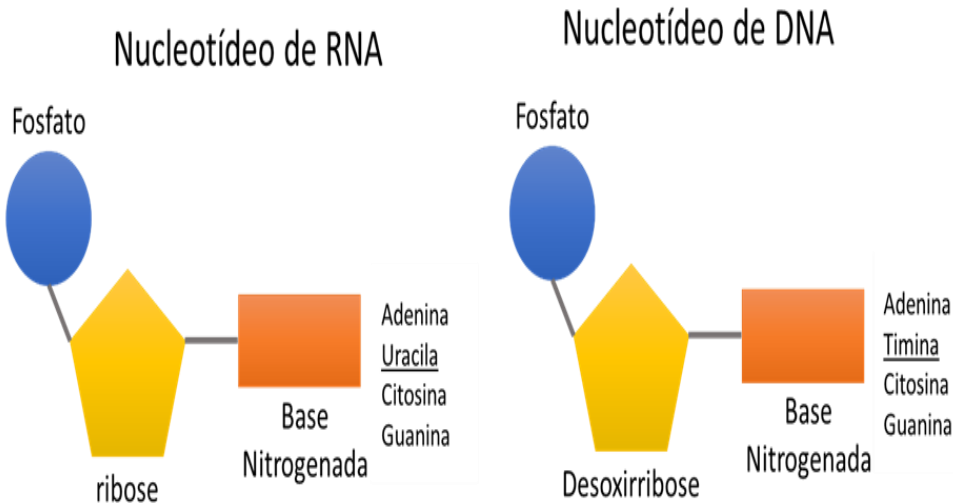 Nucleotídeo de RNA
Fosfato
Adenina
Uracila
Citosina
Guanina
Base
Nitrogenada
ribose
Nucleotídeo de DNA
Fosfato
Adenina
Timina
Citosina
Guanina
Base
Nitrogenada
Desoxirribose